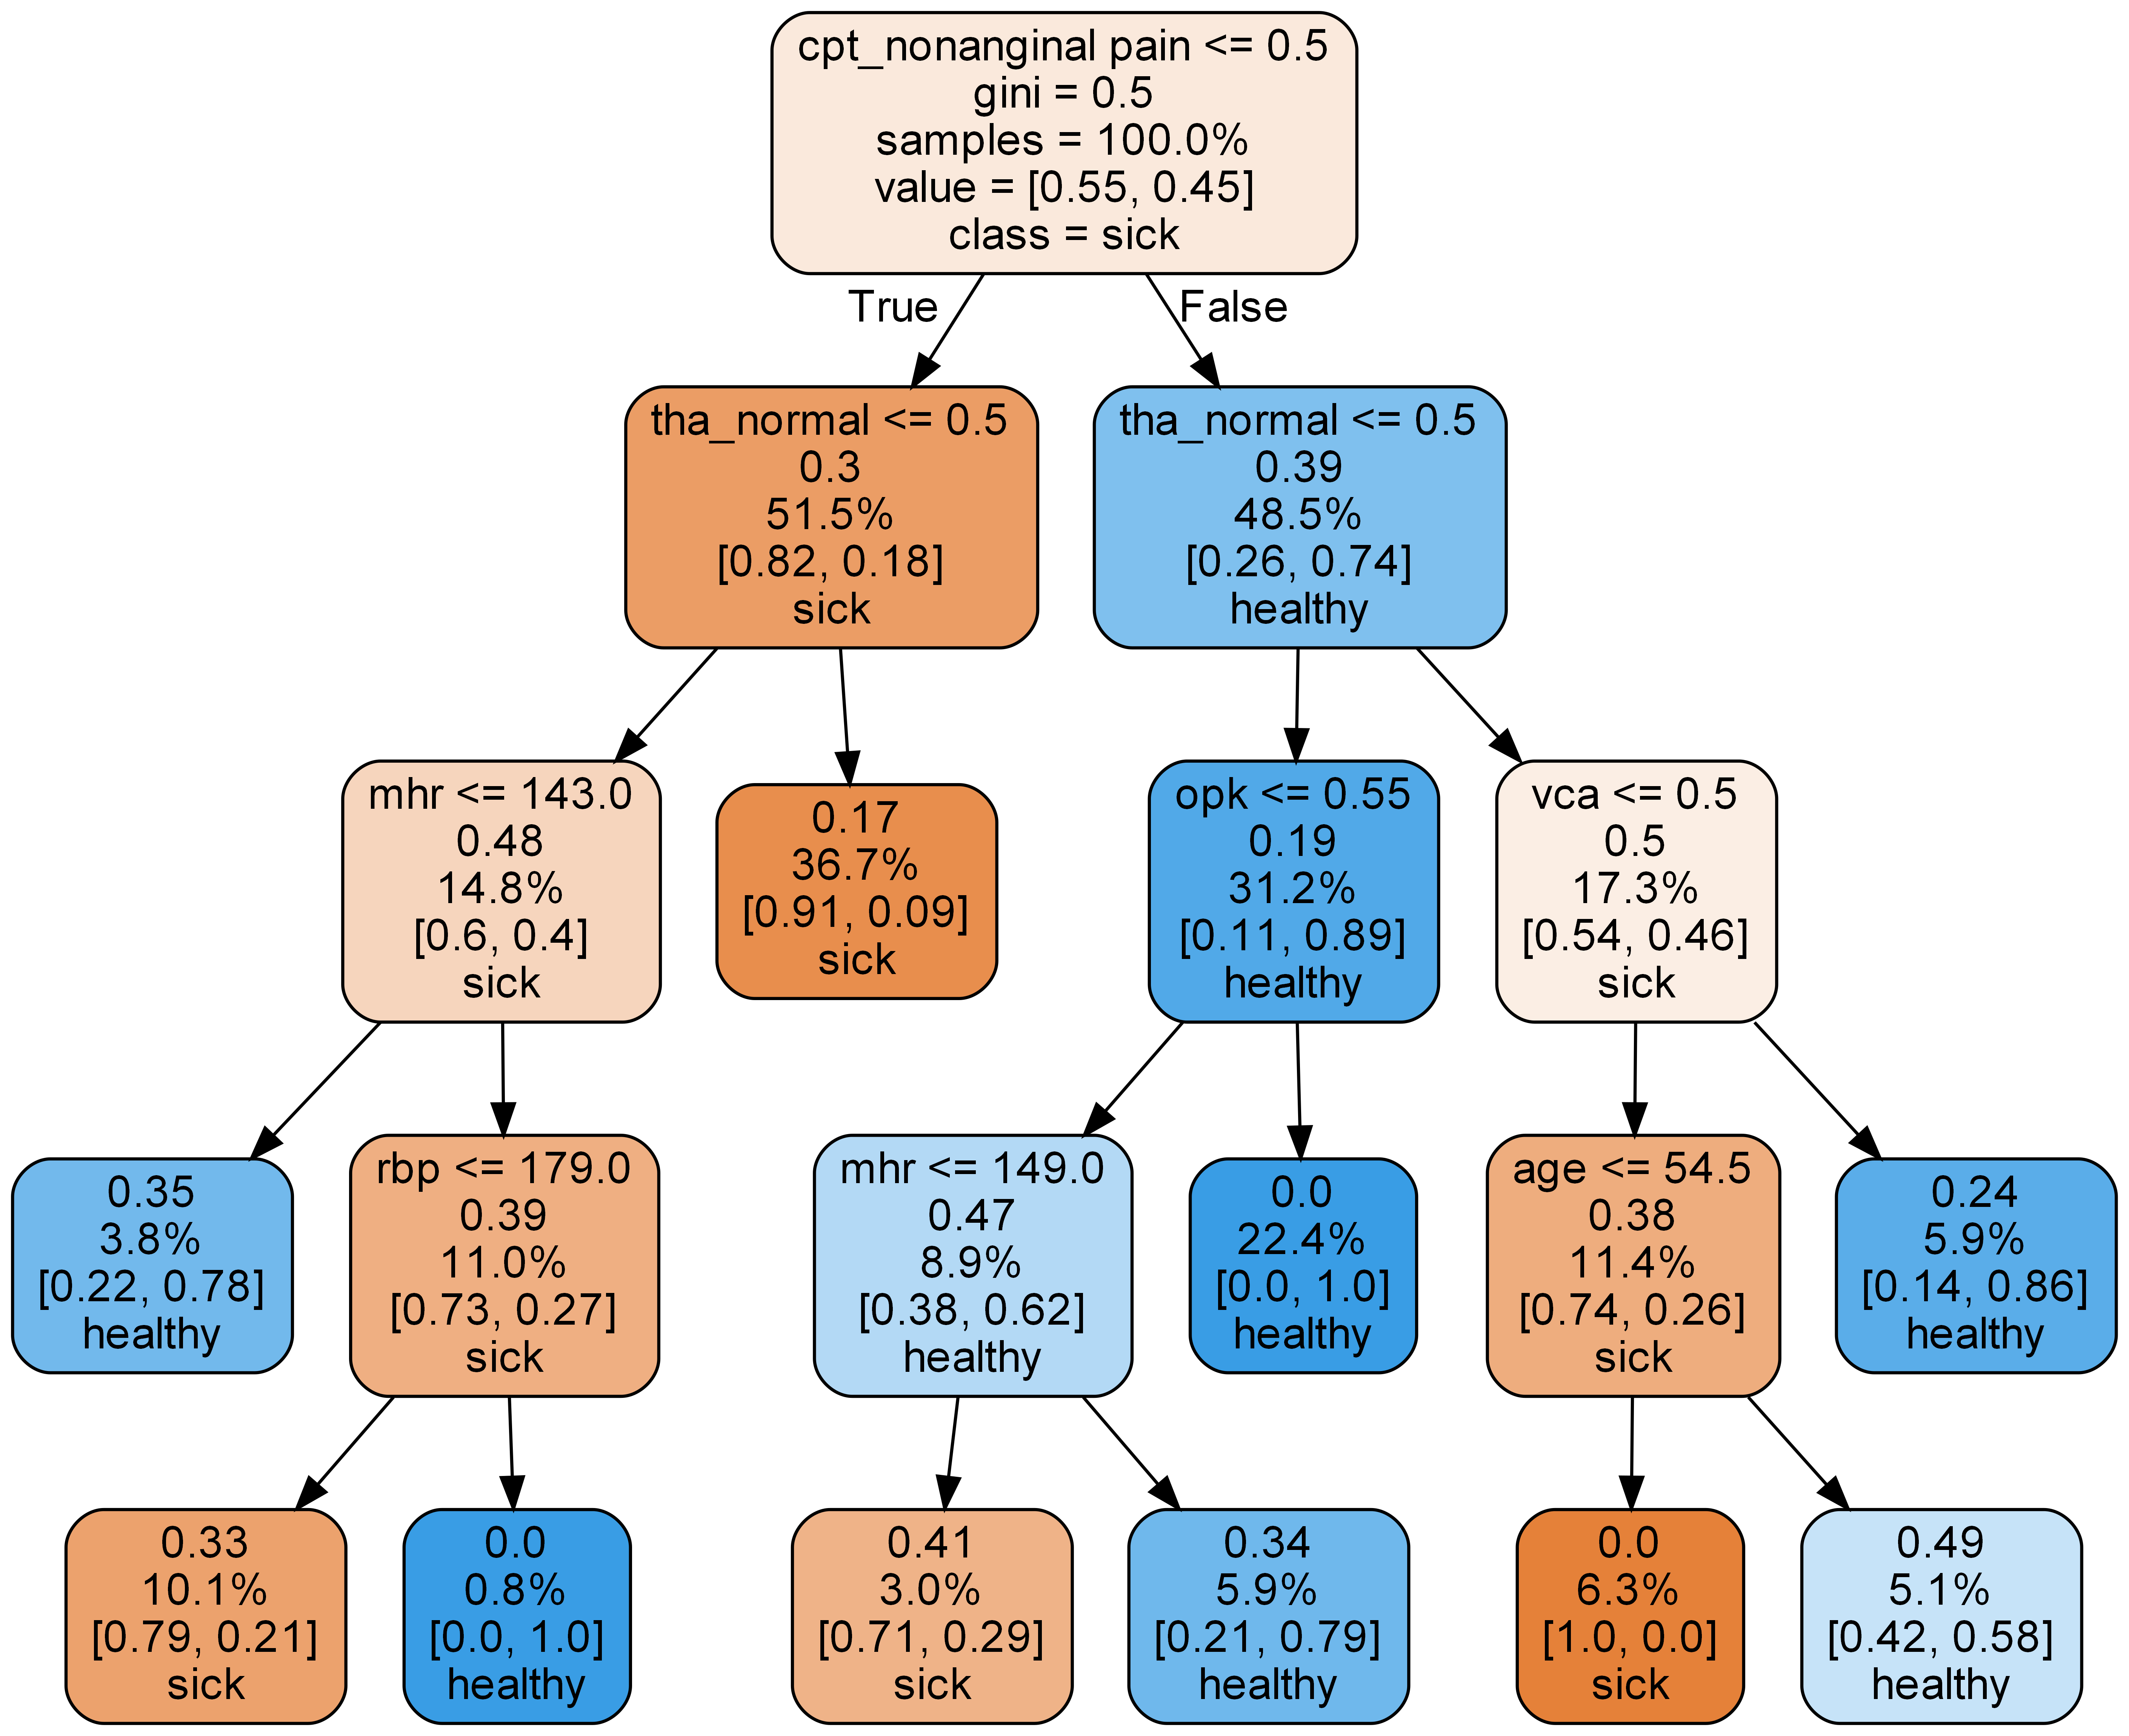 cpt_nonanginal pain <= 0.5
gini = 0.5
samples = 100.0%
value = [0.55, 0.45]
class = sick
True
False
tha_normal <= 0.5
0.3
51.5%
[0.82, 0.18]
sick
tha_normal <= 0.5
0.39
48.5%
[0.26, 0.74]
healthy
mhr <= 143.0
0.48
14.8%
[0.6, 0.4]
sick
0.17
36.7%
[0.91, 0.09]
sick
opk <= 0.55
0.19
31.2%
[0.11, 0.89]
healthy
vca <= 0.5
0.5
17.3%
[0.54, 0.46]
sick
0.35
3.8%
[0.22, 0.78]
healthy
rbp <= 179.0
0.39
11.0%
[0.73, 0.27]
sick
mhr <= 149.0
0.47
8.9%
[0.38, 0.62]
healthy
0.0
22.4%
[0.0, 1.0]
healthy
age <= 54.5
0.38
11.4%
[0.74, 0.26]
sick
0.24
5.9%
[0.14, 0.86]
healthy
0.33
10.1%
[0.79, 0.21]
sick
0.0
0.8%
[0.0, 1.0]
healthy
0.41
3.0%
[0.71, 0.29]
sick
0.34
5.9%
[0.21, 0.79]
healthy
0.0
6.3%
[1.0, 0.0]
sick
0.49
5.1%
[0.42, 0.58]
healthy